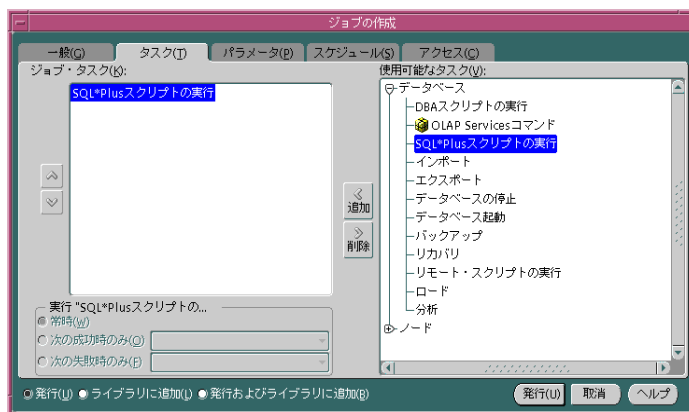 ジョブの作成
一般(G)
タスク(T)
パラメータ(P)
スケジュール(S)
アクセス(C)
ジョブ・タスク(K):
SQL*Plusスクリプトの実行
追加
削除
使用可能なタスク(V):
データベース
DBAスクリプトの実行
OLAP Servicesコマンド
SQL*Plusスクリプトの実行
インポート
エクスポート
データベースの停止
データベース起動
バックアップ
リカバリ
リモート・スクリプトの実行
ロード
分析
ノード
実行 "SQL*Plusスクリプトの...
常時(W)
次の成功時のみ(O)
次の失敗時のみ(F)
発行(U)
ライブラリに追加(L)
発行およびライブラリに追加(B)
発行(U)
取消
ヘルプ